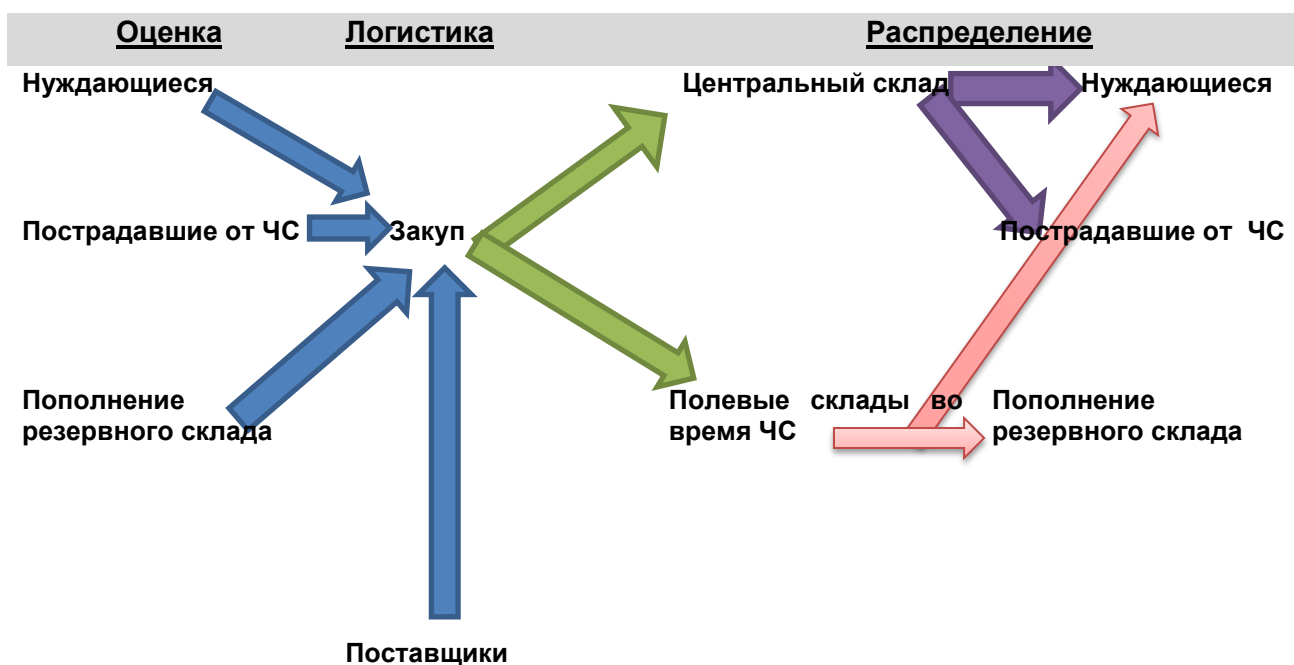 Оценка Логистика Распределение
Нуждающиеся Центральный склад Нуждающиеся
Пострадавшие от ЧС Закуп Пострадавшие от ЧС
Пополнение Полевые склады во Пополнение
резервного склада время ЧС резервного склада
Поставщики